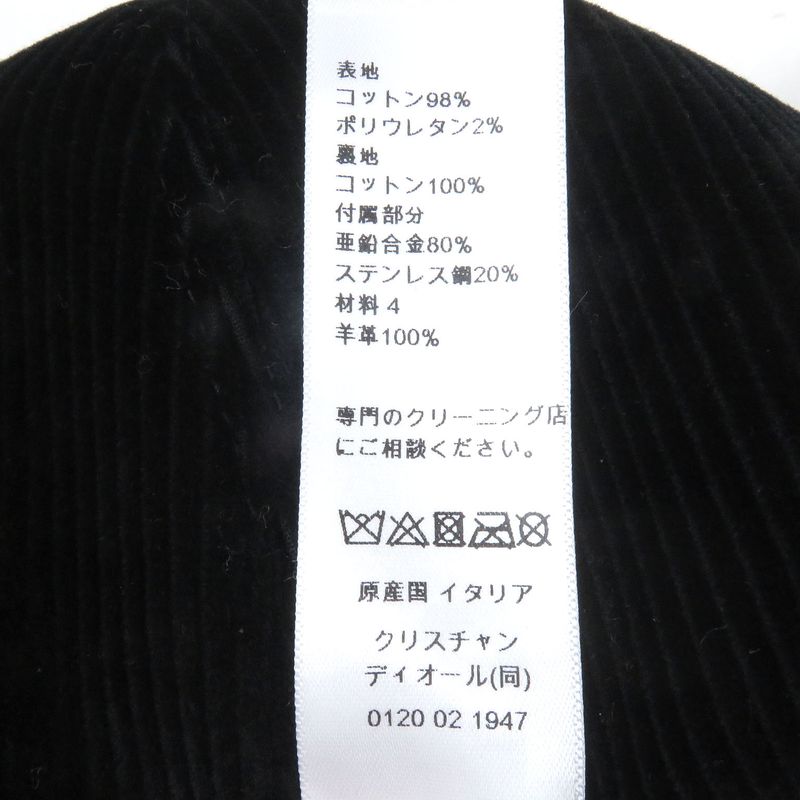 表地
コットン98%
ポリウレタン2%
裏地
コットン100%
付属部分
亜鉛合金80%
ステンレス鋼20%
材料 4
羊革100%
専門のクリーニング店
にご相談ください。
原産国 イタリア
クリスチャン
ディオール(同)
0120 02 1947